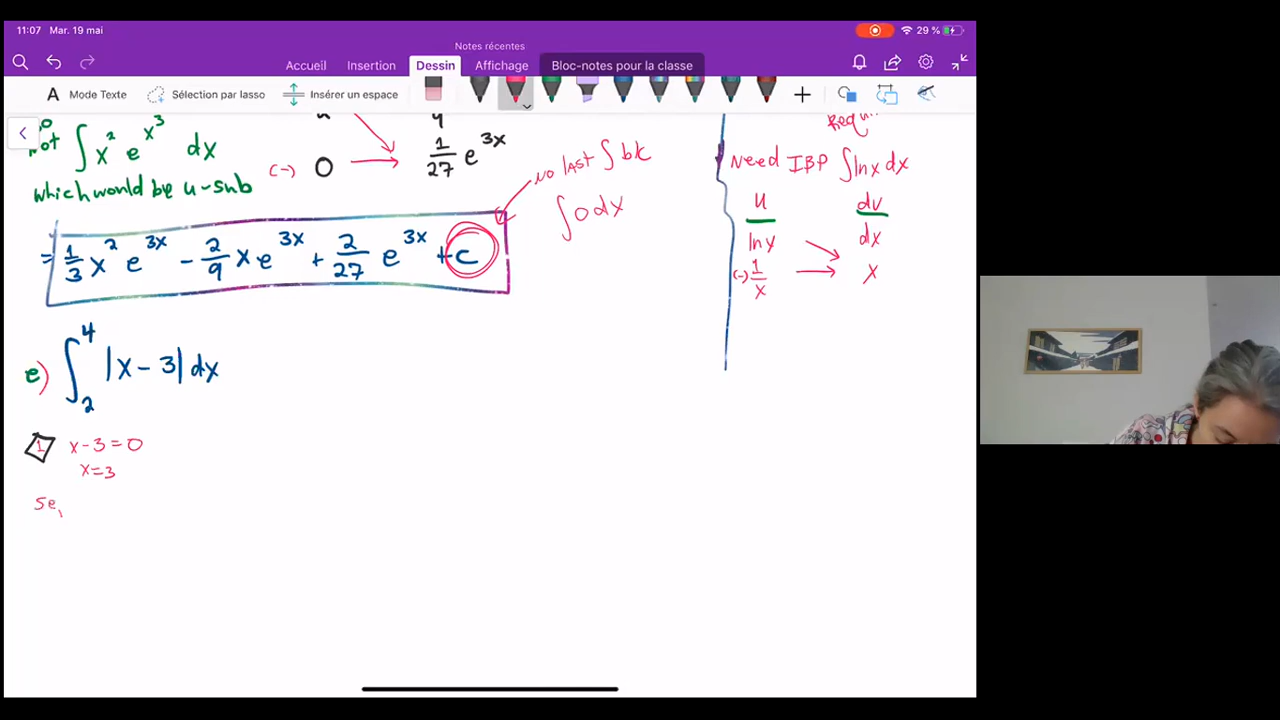 11:07 Mar. 19 mai
29 %
Notes récentes
Accueil Insertion Dessin Affichage Bloc-notes pour la classe
A Mode Texte Sélection par lasso Insérer un espace
not ∫ x² e^x³ dx
which would be u-sub
(-) 0 → 1/27 e^3x
no last ∫ b/c
∫ 0 dx
= 1/3 x² e^3x - 2/9 x e^3x + 2/27 e^3x + c
Need IBP ∫ ln x dx
u dv
ln x dx
(-) 1/x → x
e) ∫₂⁴ |x - 3| dx
1 x - 3 = 0
x = 3